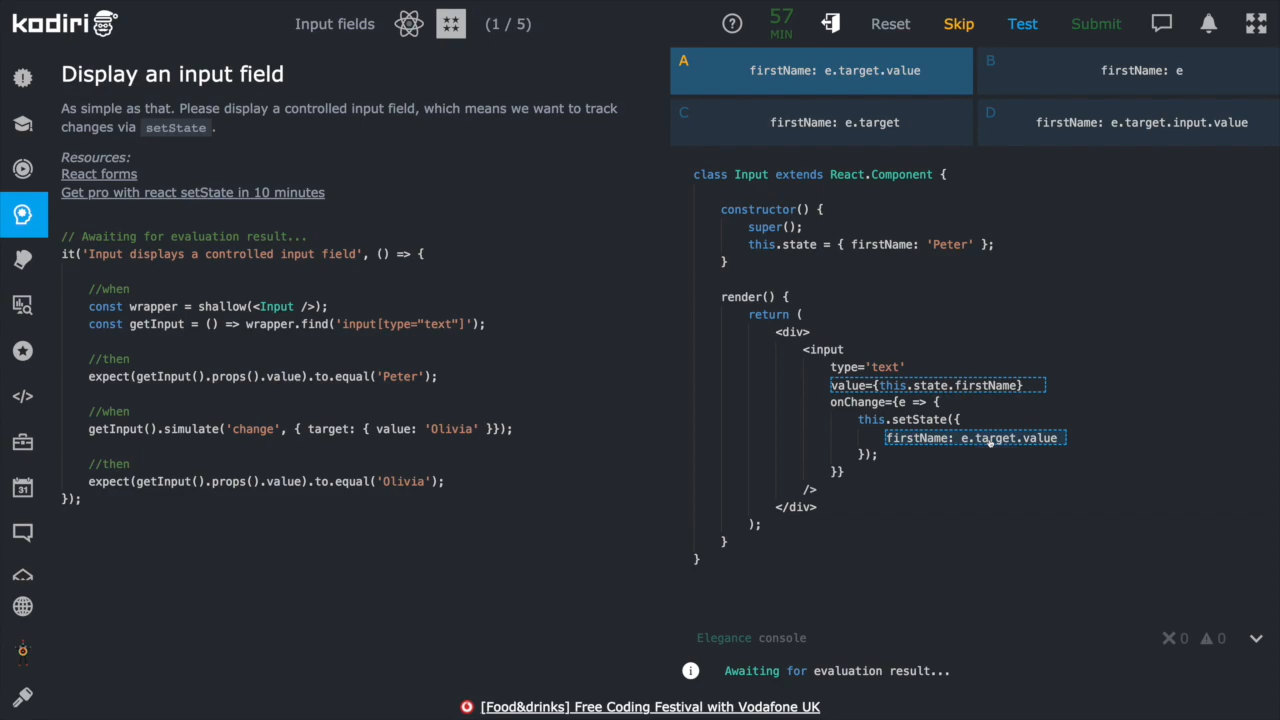 kodiri
Input fields
(1 / 5)
?
57
MIN
Reset
Skip
Test
Submit
Display an input field
As simple as that. Please display a controlled input field, which means we want to track
changes via setState.
Resources:
React forms
Get pro with react setState in 10 minutes
// Awaiting for evaluation result...
it('Input displays a controlled input field', () => {
//when
const wrapper = shallow(<Input />);
const getInput = () => wrapper.find('input[type="text"]');
//then
expect(getInput().props().value).to.equal('Peter');
//when
getInput().simulate('change', { target: { value: 'Olivia' }});
//then
expect(getInput().props().value).to.equal('Olivia');
});
31
A
firstName: e.target.value
B
firstName: e
C
firstName: e.target
D
firstName: e.target.input.value
class Input extends React.Component {
constructor() {
super();
this.state = { firstName: 'Peter' };
}
render() {
return (
<div>
<input
type='text'
value={this.state.firstName}
onChange={e => {
this.setState({
firstName: e.target.value
});
}}
/>
</div>
);
}
}
Elegance console
0
0
Awaiting for evaluation result...
[Food&drinks] Free Coding Festival with Vodafone UK